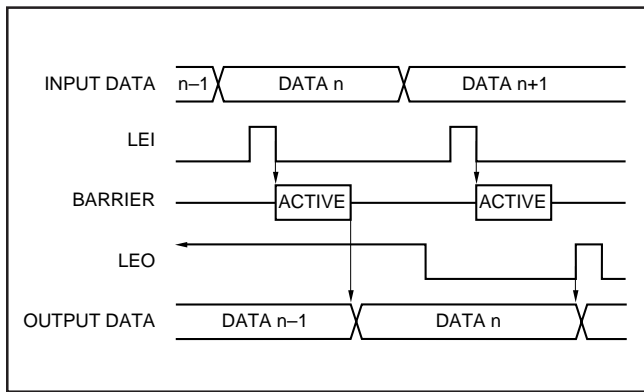 INPUT DATA n–1 DATA n DATA n+1
LEI
BARRIER ACTIVE ACTIVE
LEO
OUTPUT DATA DATA n–1 DATA n